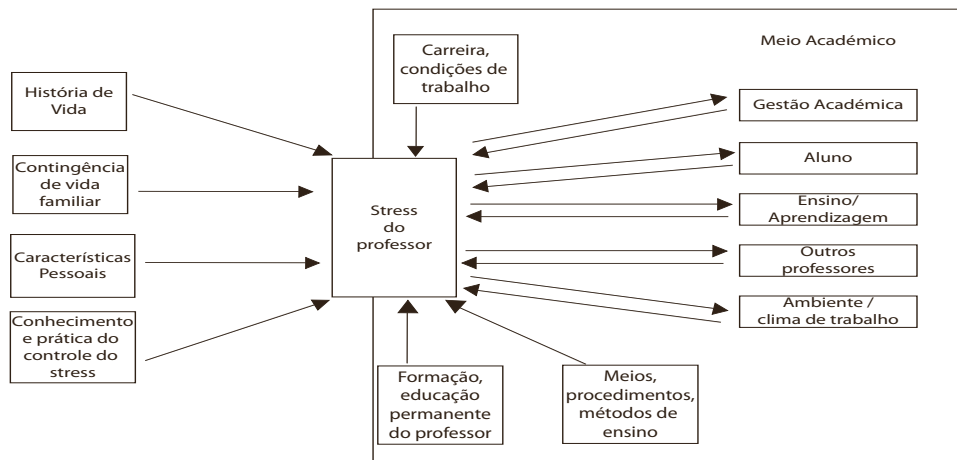 Meio Académico
Carreira,
condições de
trabalho
História de
Vida
Contingência
de vida
familiar
Características
Pessoais
Conhecimento
e prática do
controle do
stress
Stress
do
professor
Gestão Académica
Aluno
Ensino/
Aprendizagem
Outros
professores
Ambiente /
clima de trabalho
Formação,
educação
permanente
do professor
Meios,
procedimentos,
métodos de
ensino